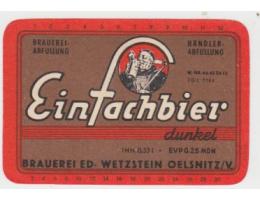 BRAUEREI-
ABFÜLLUNG
HÄNDLER-
ABFÜLLUNG
Einfachbier
dunkel
INH. 0,33 L • EVP 0,25 MDN
BRAUEREI ED. WETZSTEIN OELSNITZ/V.